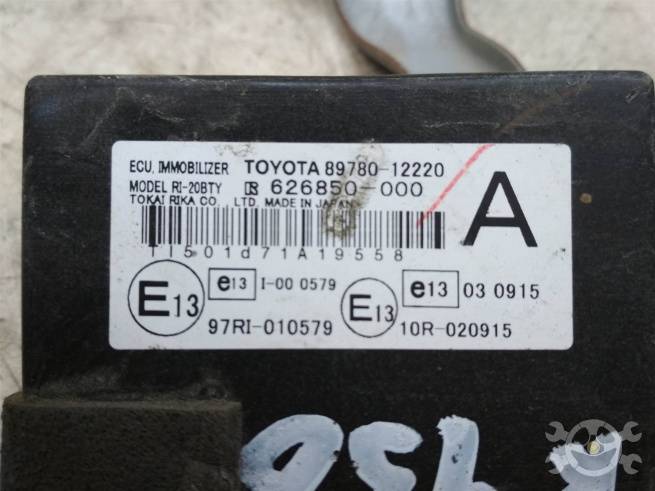 ECU, IMMOBILIZER TOYOTA 89780-12220
MODEL RI-20BTY R 626850-000
TOKAI RIKA CO., LTD. MADE IN JAPAN
A
TI501d71A19558
E13 e13 I-00 0579
97RI-010579
E13 e13 03 0915
10R-020915